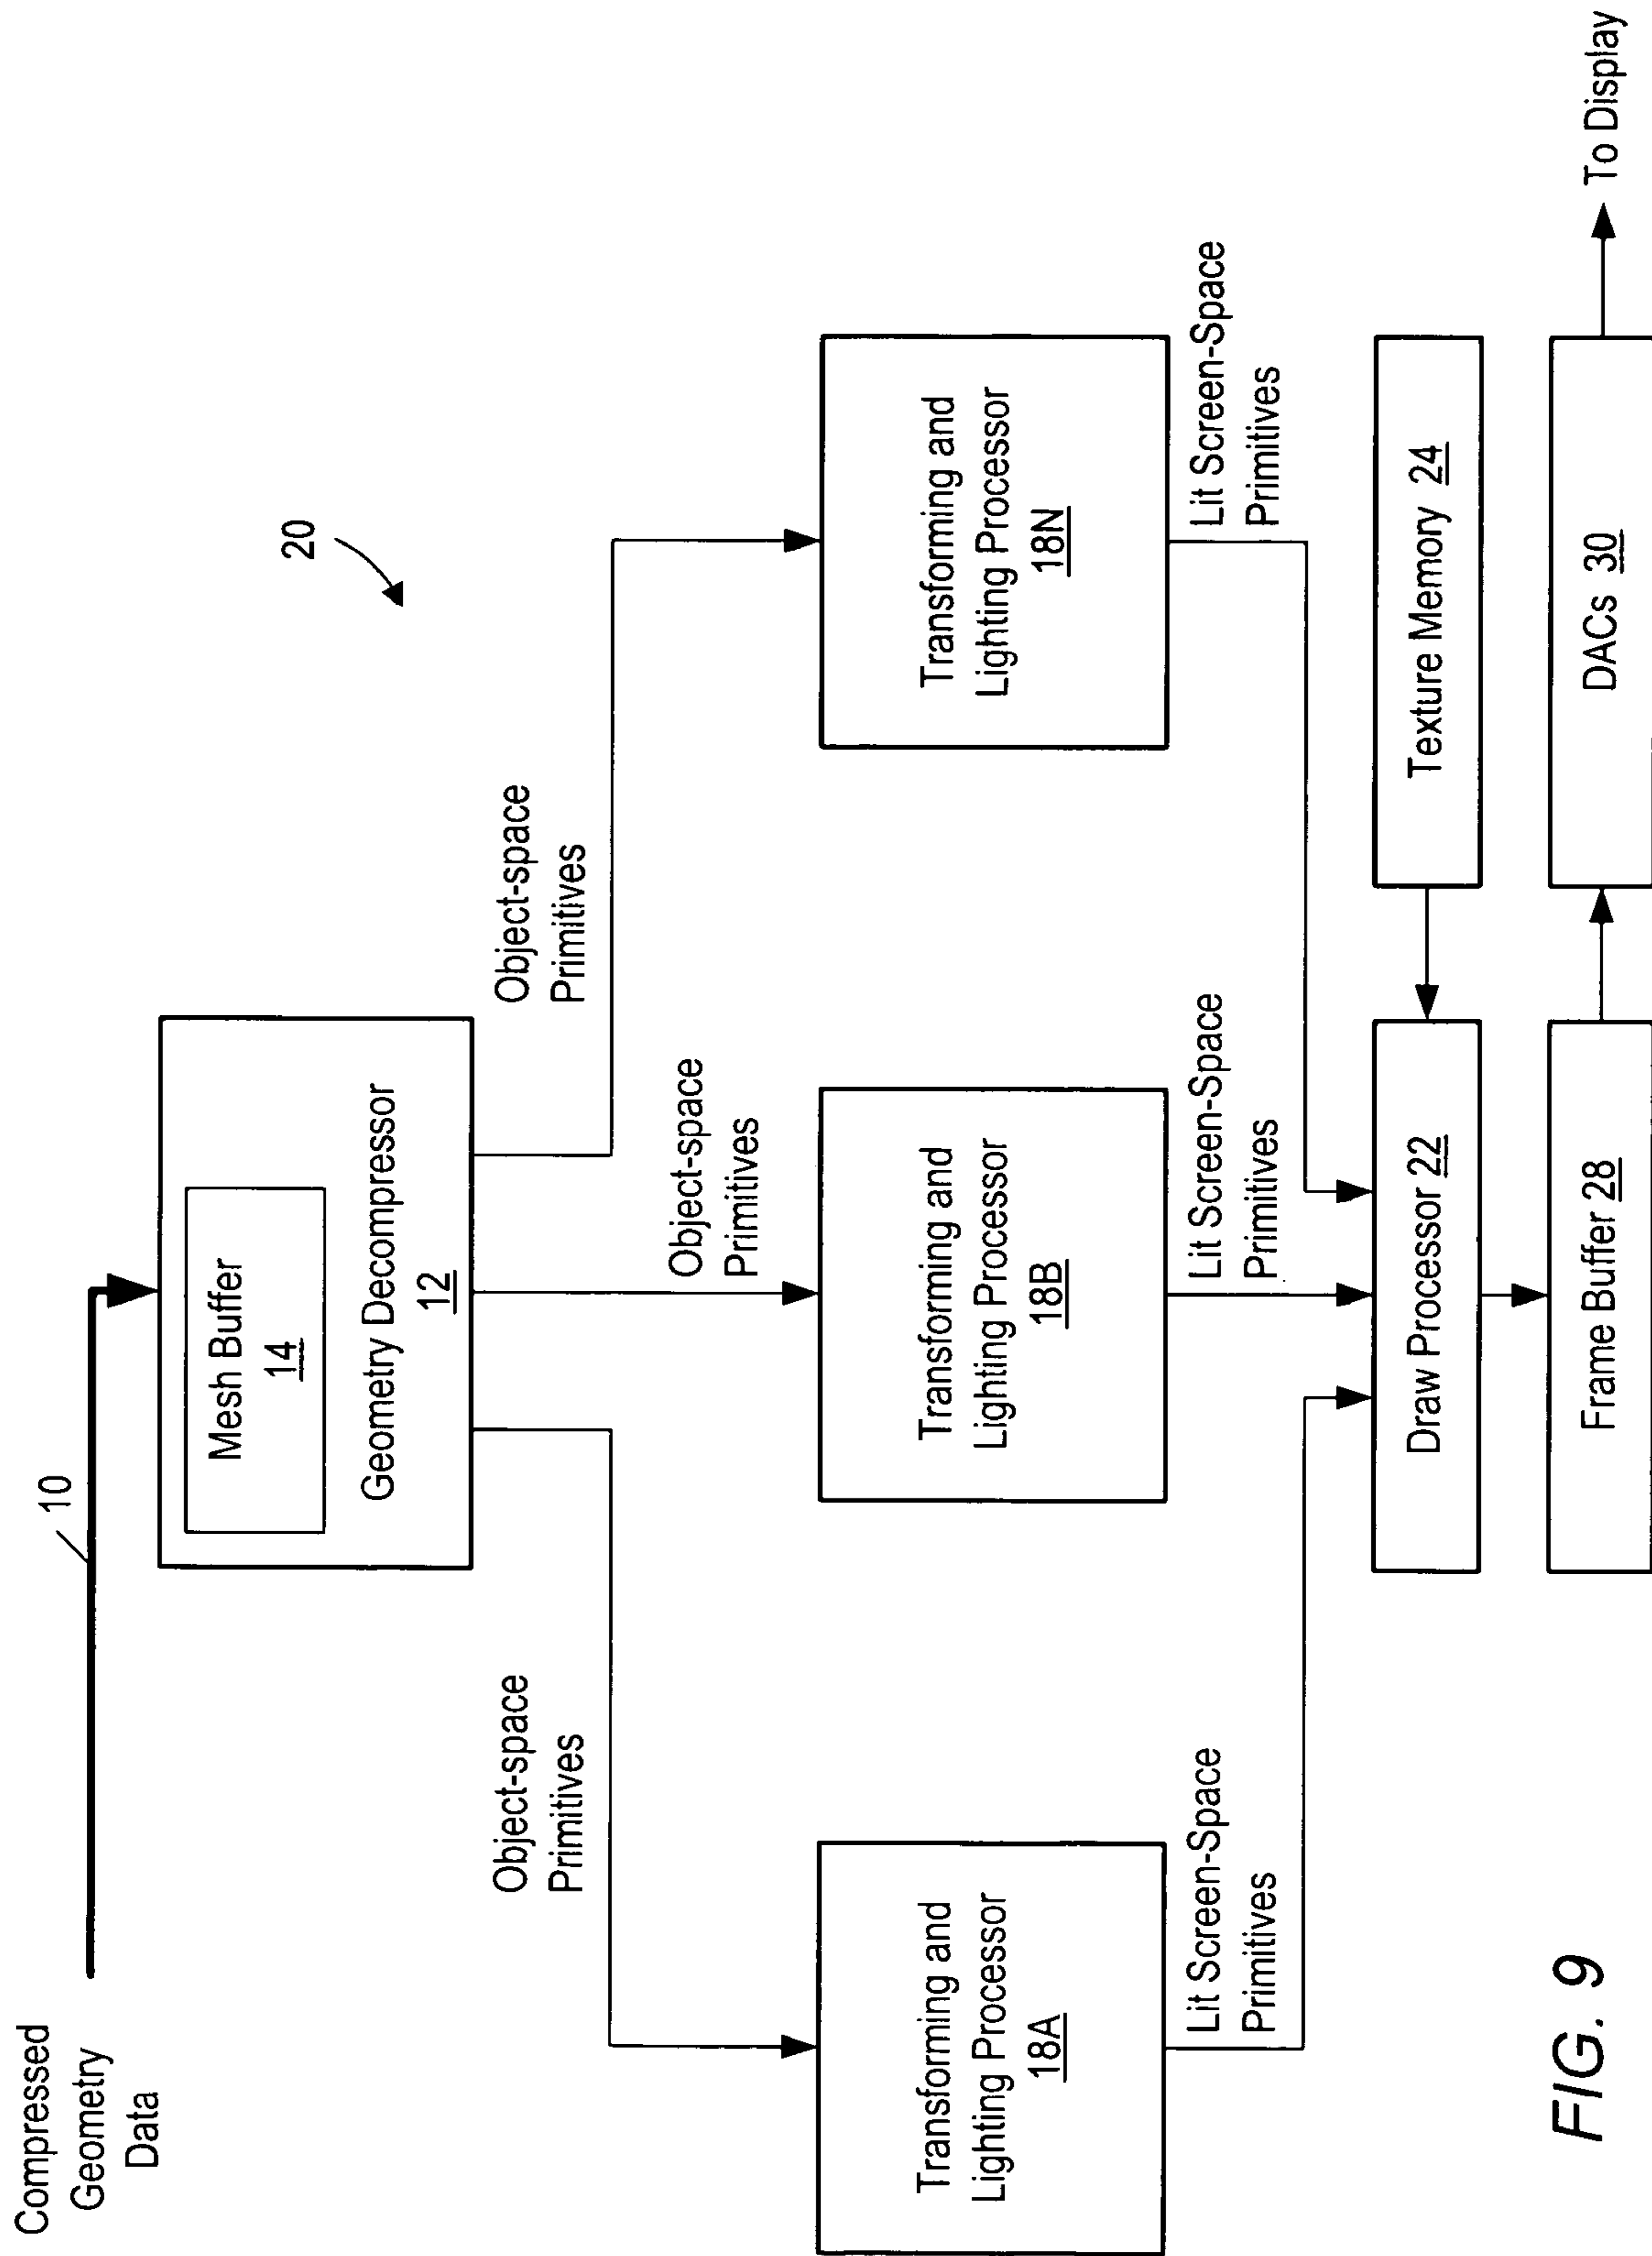 Compressed
Geometry
Data
10
Mesh Buffer
14
Geometry Decompressor
12
20
Object-space
Primitives
Object-space
Primitives
Object-space
Primitives
Transforming and
Lighting Processor
18A
Transforming and
Lighting Processor
18B
Transforming and
Lighting Processor
18N
Lit Screen-Space
Primitives
Lit Screen-Space
Primitives
Lit Screen-Space
Primitives
Draw Processor 22
Texture Memory 24
Frame Buffer 28
DACs 30
To Display
FIG. 9